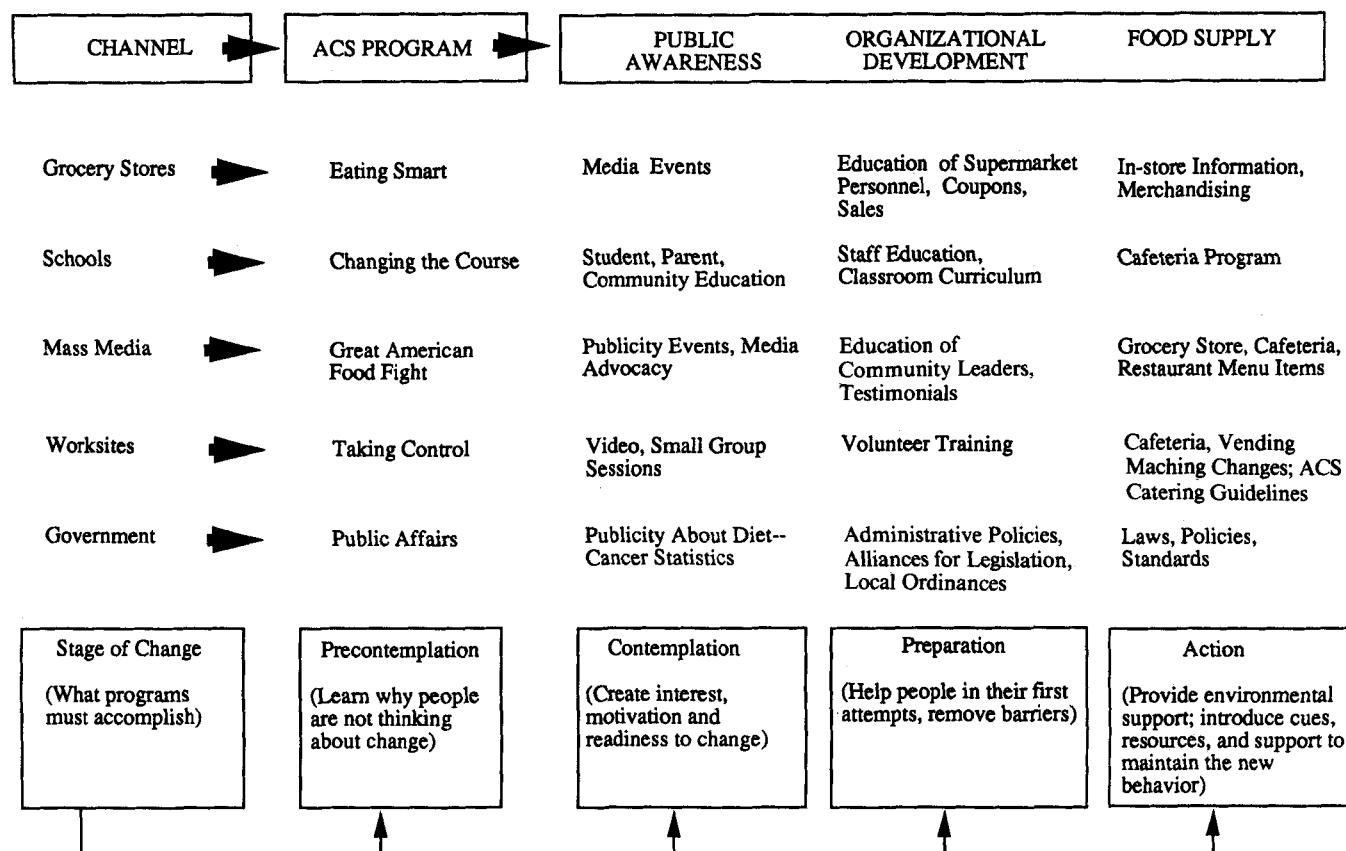 CHANNEL
ACS PROGRAM
PUBLIC
AWARENESS
ORGANIZATIONAL
DEVELOPMENT
FOOD SUPPLY
Grocery Stores
Eating Smart
Media Events
Education of Supermarket
Personnel, Coupons,
Sales
In-store Information,
Merchandising
Schools
Changing the Course
Student, Parent,
Community Education
Staff Education,
Classroom Curriculum
Cafeteria Program
Mass Media
Great American
Food Fight
Publicity Events, Media
Advocacy
Education of
Community Leaders,
Testimonials
Grocery Store, Cafeteria,
Restaurant Menu Items
Worksites
Taking Control
Video, Small Group
Sessions
Volunteer Training
Cafeteria, Vending
Maching Changes; ACS
Catering Guidelines
Government
Public Affairs
Publicity About Diet--
Cancer Statistics
Administrative Policies,
Alliances for Legislation,
Local Ordinances
Laws, Policies,
Standards
Stage of Change
(What programs
must accomplish)
Precontemplation
(Learn why people
are not thinking
about change)
Contemplation
(Create interest,
motivation and
readiness to change)
Preparation
(Help people in their first
attempts, remove barriers)
Action
(Provide environmental
support; introduce cues,
resources, and support to
maintain the new
behavior)